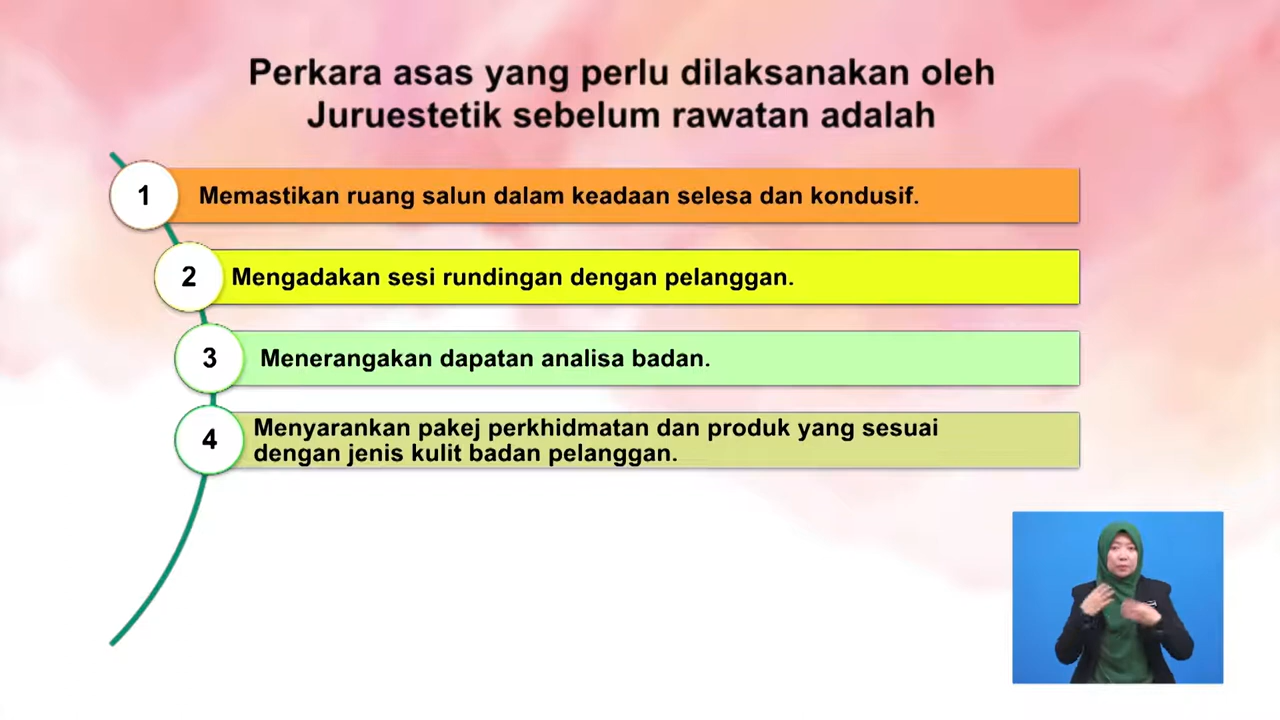 Perkara asas yang perlu dilaksanakan oleh
Juruestetik sebelum rawatan adalah
1 Memastikan ruang salun dalam keadaan selesa dan kondusif.
2 Mengadakan sesi rundingan dengan pelanggan.
3 Menerangakan dapatan analisa badan.
4 Menyarankan pakej perkhidmatan dan produk yang sesuai
dengan jenis kulit badan pelanggan.